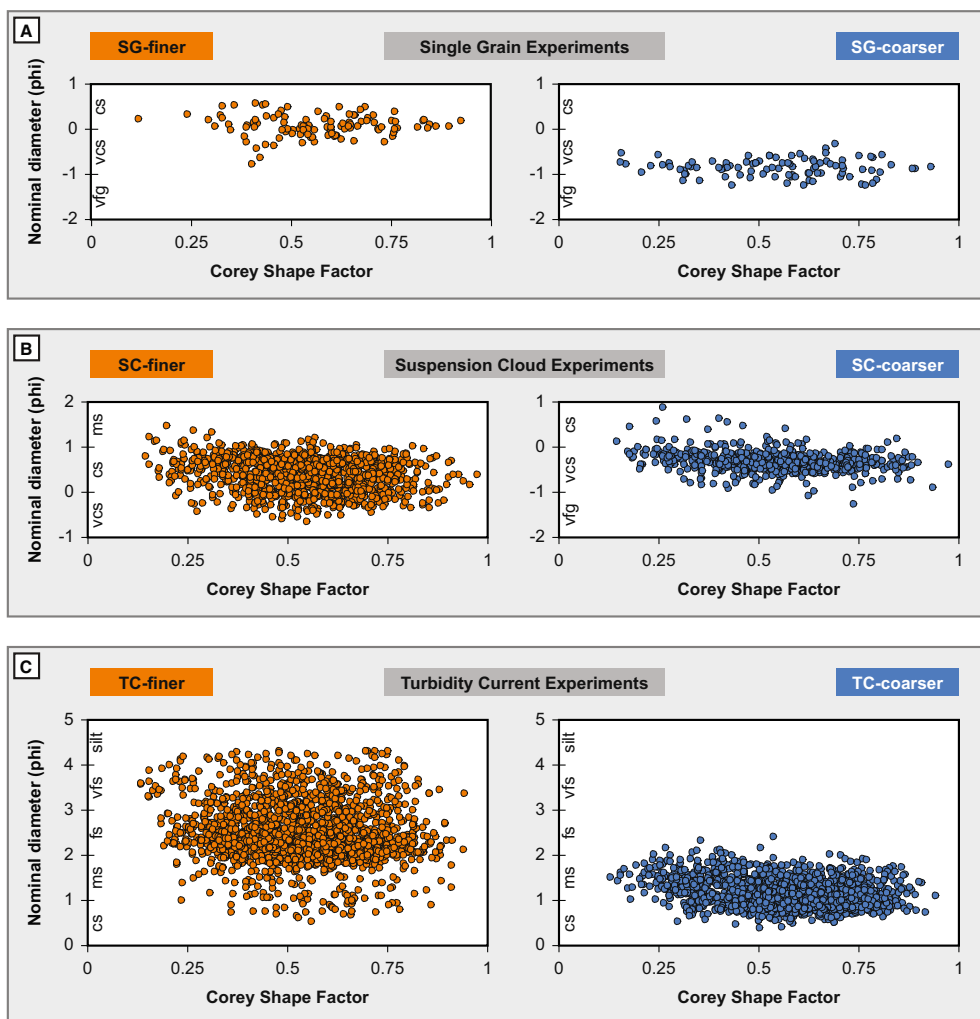 A
SG-finer Single Grain Experiments SG-coarser
Nominal diameter (phi)
1
0
-1
-2
cs
vcs
vfg
0 0.25 0.5 0.75 1
Corey Shape Factor
1
0
-1
-2
cs
vcs
vfg
0 0.25 0.5 0.75 1
Corey Shape Factor
B
SC-finer Suspension Cloud Experiments SC-coarser
Nominal diameter (phi)
2
1
0
-1
ms
cs
vcs
0 0.25 0.5 0.75 1
Corey Shape Factor
1
0
-1
-2
cs
vcs
vfg
0 0.25 0.5 0.75 1
Corey Shape Factor
C
TC-finer Turbidity Current Experiments TC-coarser
Nominal diameter (phi)
5
4
3
2
1
0
silt
vfs
fs
ms
cs
0 0.25 0.5 0.75 1
Corey Shape Factor
5
4
3
2
1
0
silt
vfs
fs
ms
cs
0 0.25 0.5 0.75 1
Corey Shape Factor